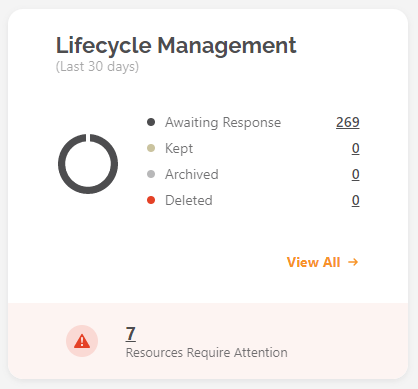 Lifecycle Management
(Last 30 days)
Awaiting Response 269
Kept 0
Archived 0
Deleted 0
View All →
7
Resources Require Attention